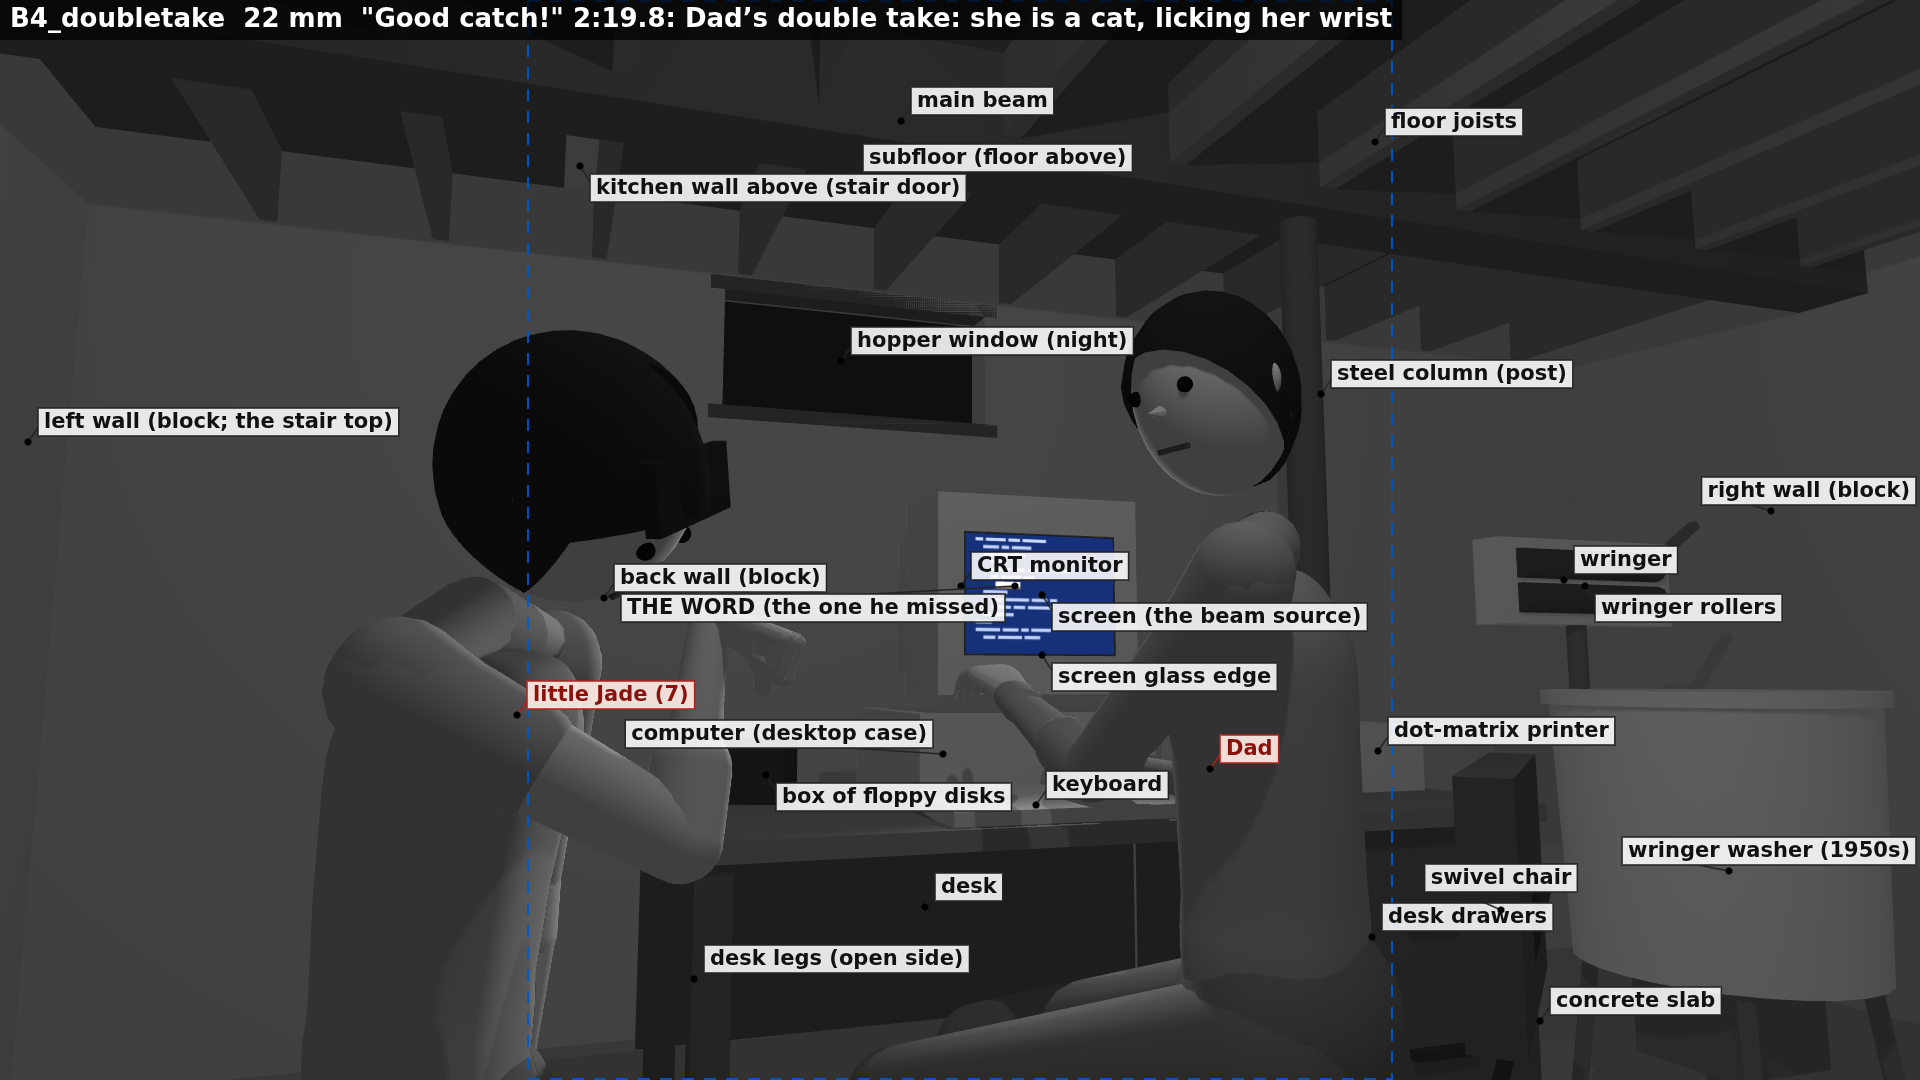 B4_doubletake 22 mm "Good catch!" 2:19.8: Dad’s double take: she is a cat, licking her wrist
main beam
floor joists
subfloor (floor above)
kitchen wall above (stair door)
hopper window (night)
steel column (post)
left wall (block; the stair top)
right wall (block)
wringer
CRT monitor
back wall (block)
THE WORD (the one he missed)
wringer rollers
screen (the beam source)
screen glass edge
little Jade (7)
computer (desktop case)
dot-matrix printer
Dad
keyboard
box of floppy disks
wringer washer (1950s)
swivel chair
desk
desk drawers
desk legs (open side)
concrete slab